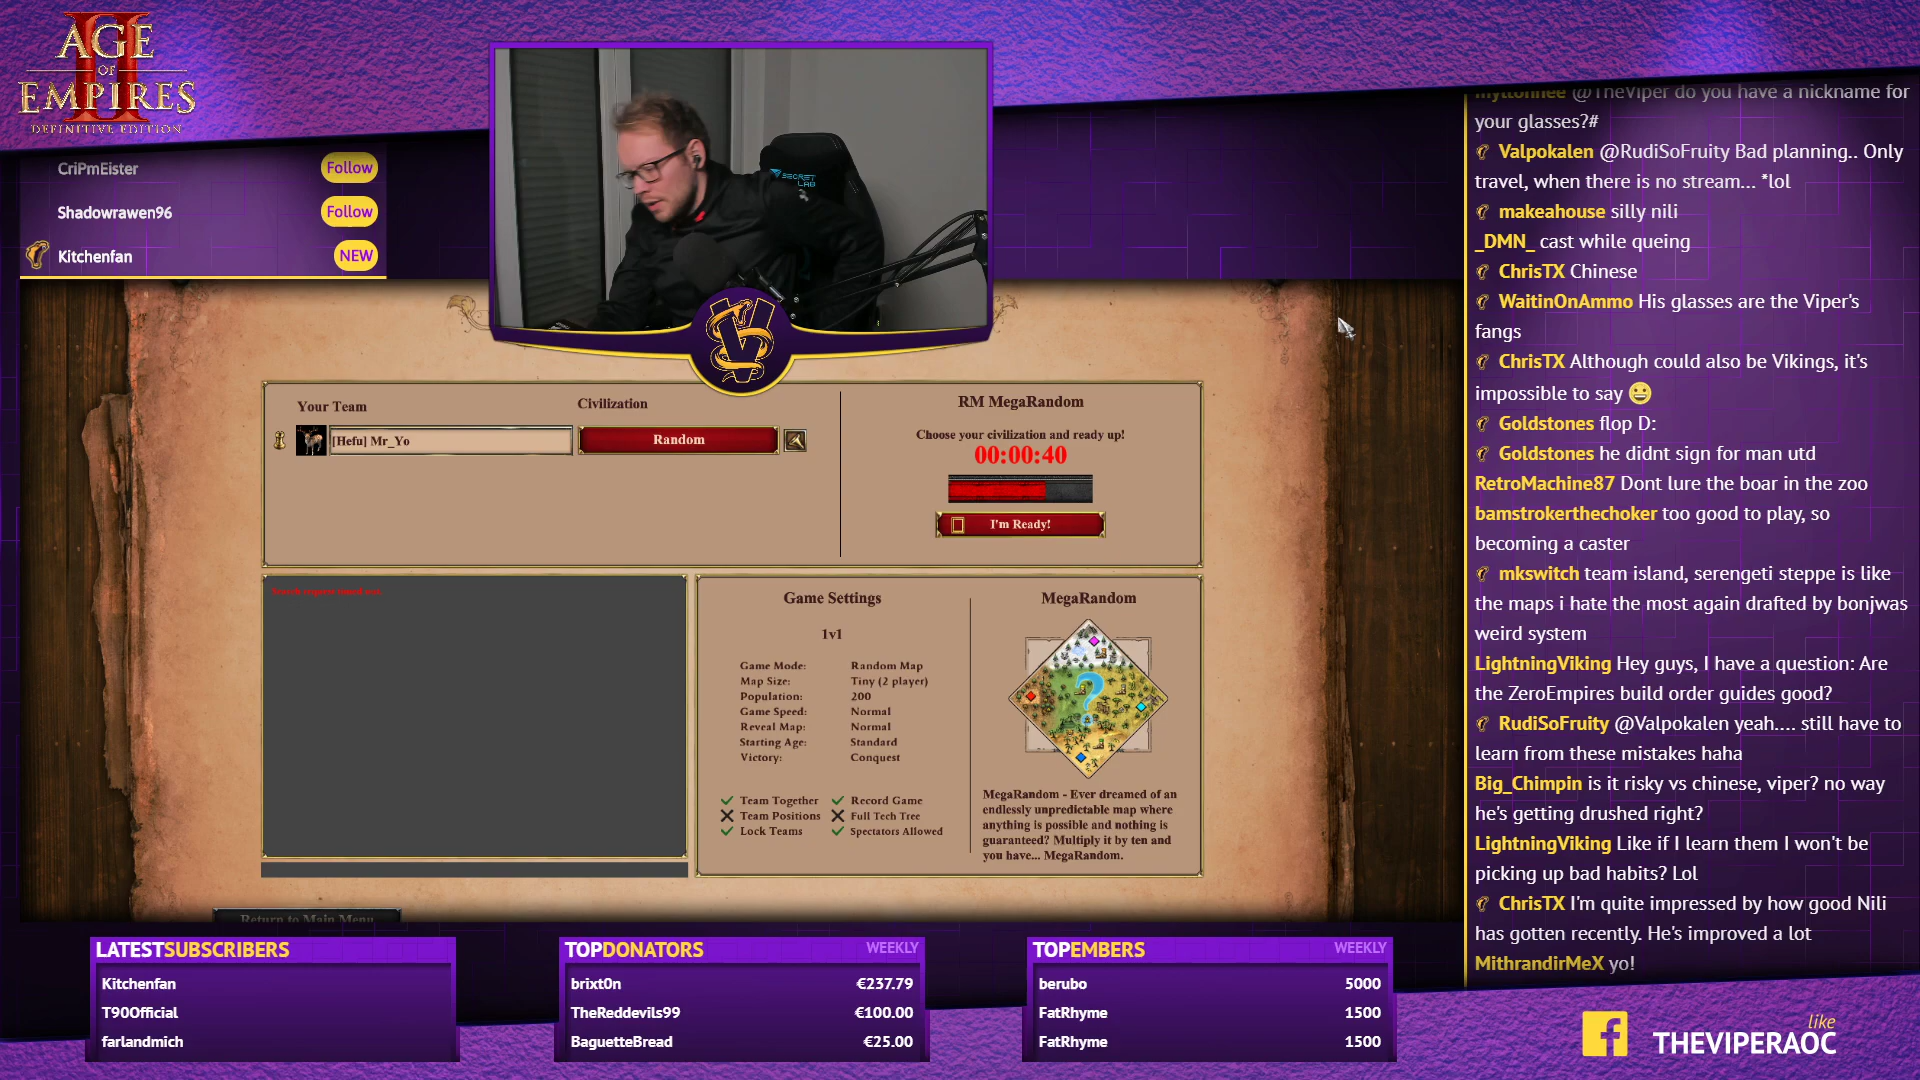 AGE
OF
EMPIRES
DEFINITIVE EDITION
CriPmEister Follow
Shadowrawen96 Follow
Kitchenfan NEW
SECRET
LAB
Your Team
Civilization
[Hefu] Mr_Yo
Random
RM MegaRandom
Choose your civilization and ready up!
00:00:40
I'm Ready!
Game Settings
1v1
Game Mode: Random Map
Map Size: Tiny (2 player)
Population: 200
Game Speed: Normal
Reveal Map: Normal
Starting Age: Standard
Victory: Conquest
Team Together Record Game
Team Positions Full Tech Tree
Lock Teams Spectators Allowed
MegaRandom
MegaRandom - Ever dreamed of an
endlessly unpredictable map where
anything is possible and nothing is
guaranteed? Multiply it by ten and
you have... MegaRandom.
Return to Main Menu
@TheViper do you have a nickname for
your glasses?#
Valpokalen @RudiSoFruity Bad planning.. Only
travel, when there is no stream... *lol
makeahouse silly nili
_DMN_ cast while queing
ChrisTX Chinese
WaitinOnAmmo His glasses are the Viper's
fangs
ChrisTX Although could also be Vikings, it's
impossible to say 😀
Goldstones flop D:
Goldstones he didnt sign for man utd
RetroMachine87 Dont lure the boar in the zoo
bamstrokerthechoker too good to play, so
becoming a caster
mkswitch team island, serengeti steppe is like
the maps i hate the most again drafted by bonjwas
weird system
LightningViking Hey guys, I have a question: Are
the ZeroEmpires build order guides good?
RudiSoFruity @Valpokalen yeah.... still have to
learn from these mistakes haha
Big_Chimpin is it risky vs chinese, viper? no way
he's getting drushed right?
LightningViking Like if I learn them I won't be
picking up bad habits? Lol
ChrisTX I'm quite impressed by how good Nili
has gotten recently. He's improved a lot
MithrandirMeX yo!
LATESTSUBSCRIBERS
Kitchenfan
T90Official
farlandmich
TOPDONATORS WEEKLY
brixt0n €237.79
TheReddevils99 €100.00
BaguetteBread €25.00
TOPEMBERS WEEKLY
berubo 5000
FatRhyme 1500
FatRhyme 1500
like
THEVIPERAOC